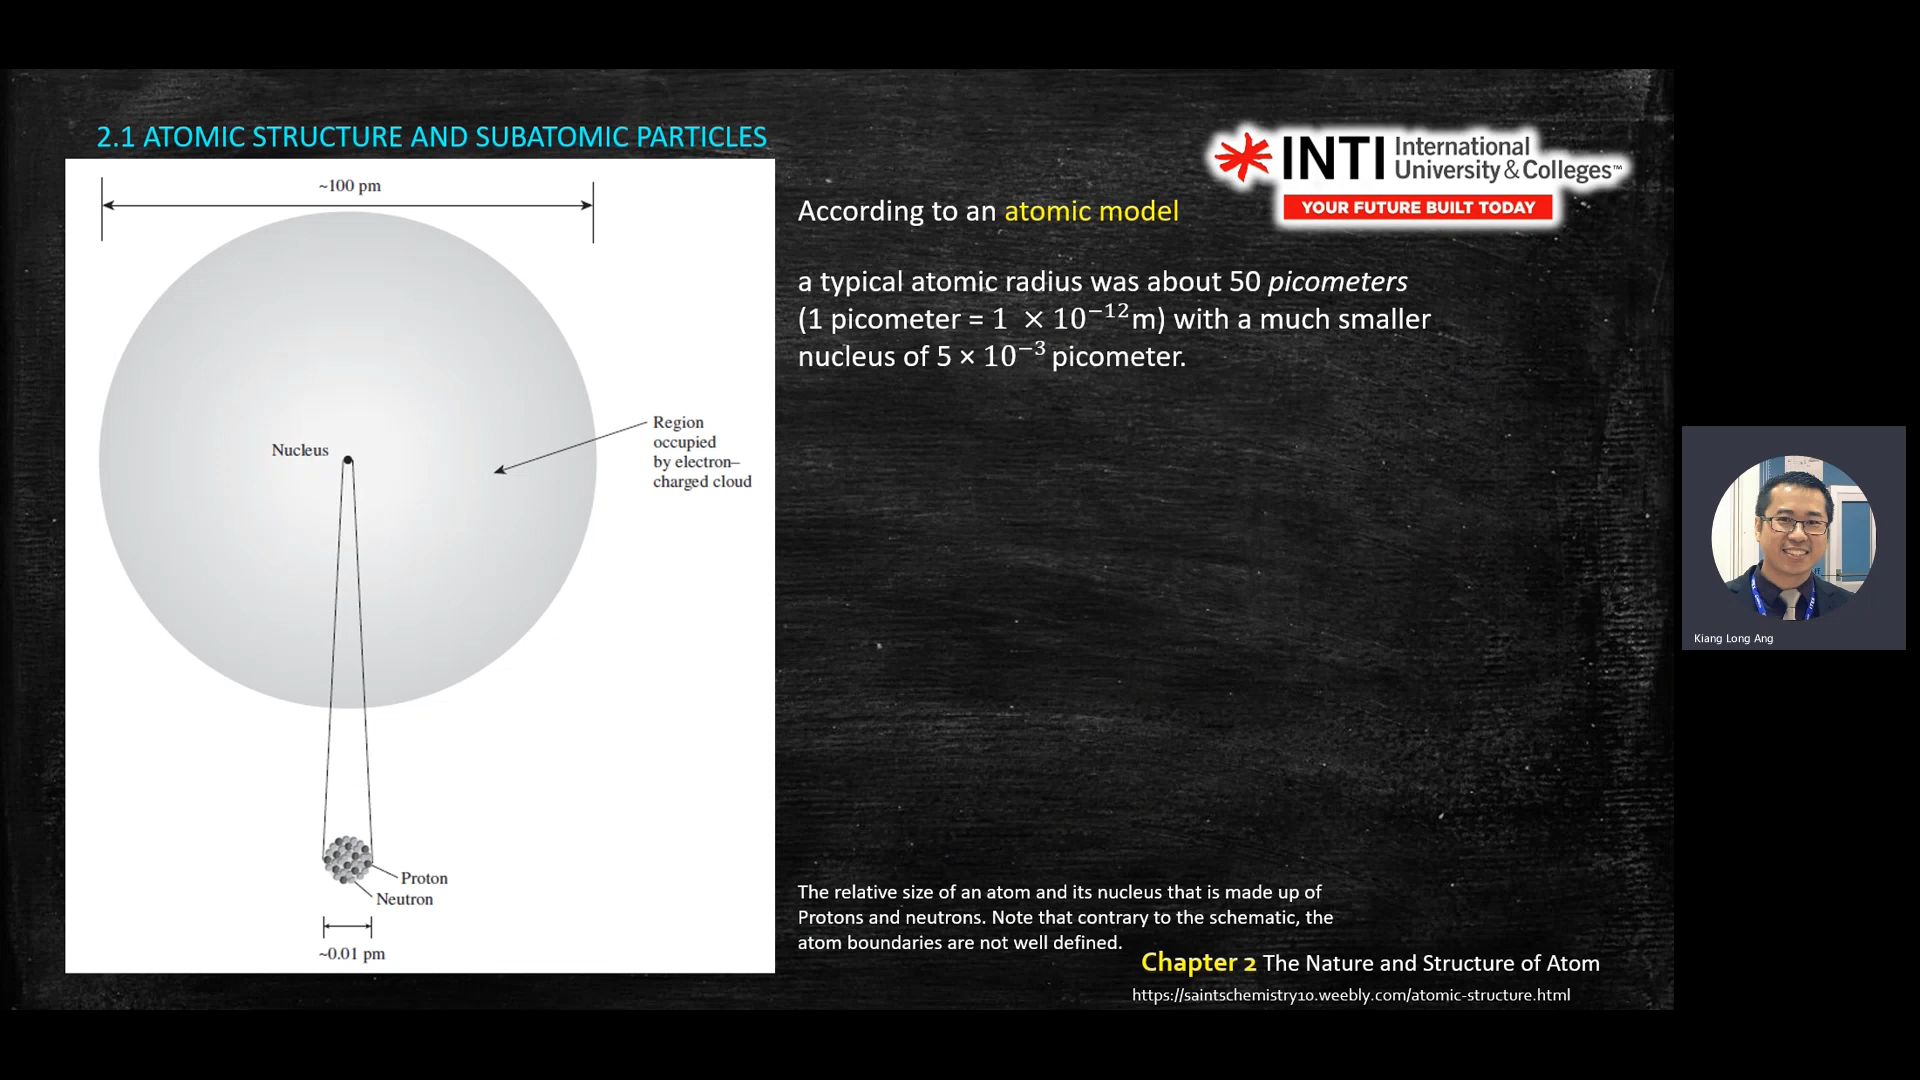 2.1 ATOMIC STRUCTURE AND SUBATOMIC PARTICLES
~100 pm
Nucleus
Region
occupied
by electron–
charged cloud
Proton
Neutron
~0.01 pm
INTI International
University & Colleges™
YOUR FUTURE BUILT TODAY
According to an atomic model
a typical atomic radius was about 50 picometers
(1 picometer = 1 × 10⁻¹²m) with a much smaller
nucleus of 5 × 10⁻³ picometer.
The relative size of an atom and its nucleus that is made up of
Protons and neutrons. Note that contrary to the schematic, the
atom boundaries are not well defined.
Chapter 2 The Nature and Structure of Atom
https://saintschemistry10.weebly.com/atomic-structure.html
Kiang Long Ang